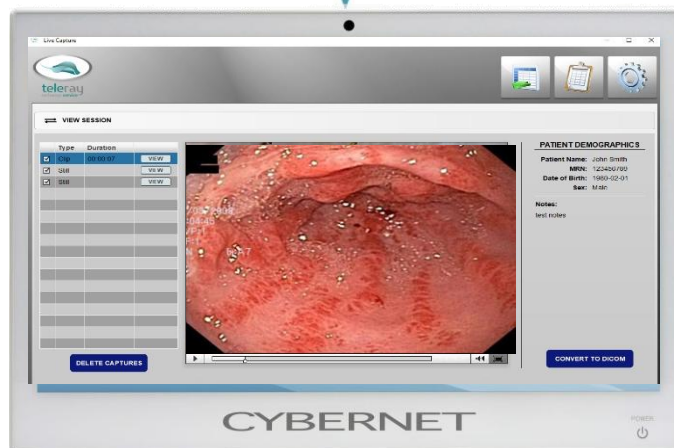 Live Capture
teleray
VIEW SESSION
Type Duration
Clip 00:00:07 VIEW
Still VIEW
Still VIEW
DELETE CAPTURES
PATIENT DEMOGRAPHICS
Patient Name: John Smith
MRN: 123456789
Date of Birth: 1960-02-01
Sex: Male
Notes:
test notes
CONVERT TO DICOM
CYBERNET
POWER